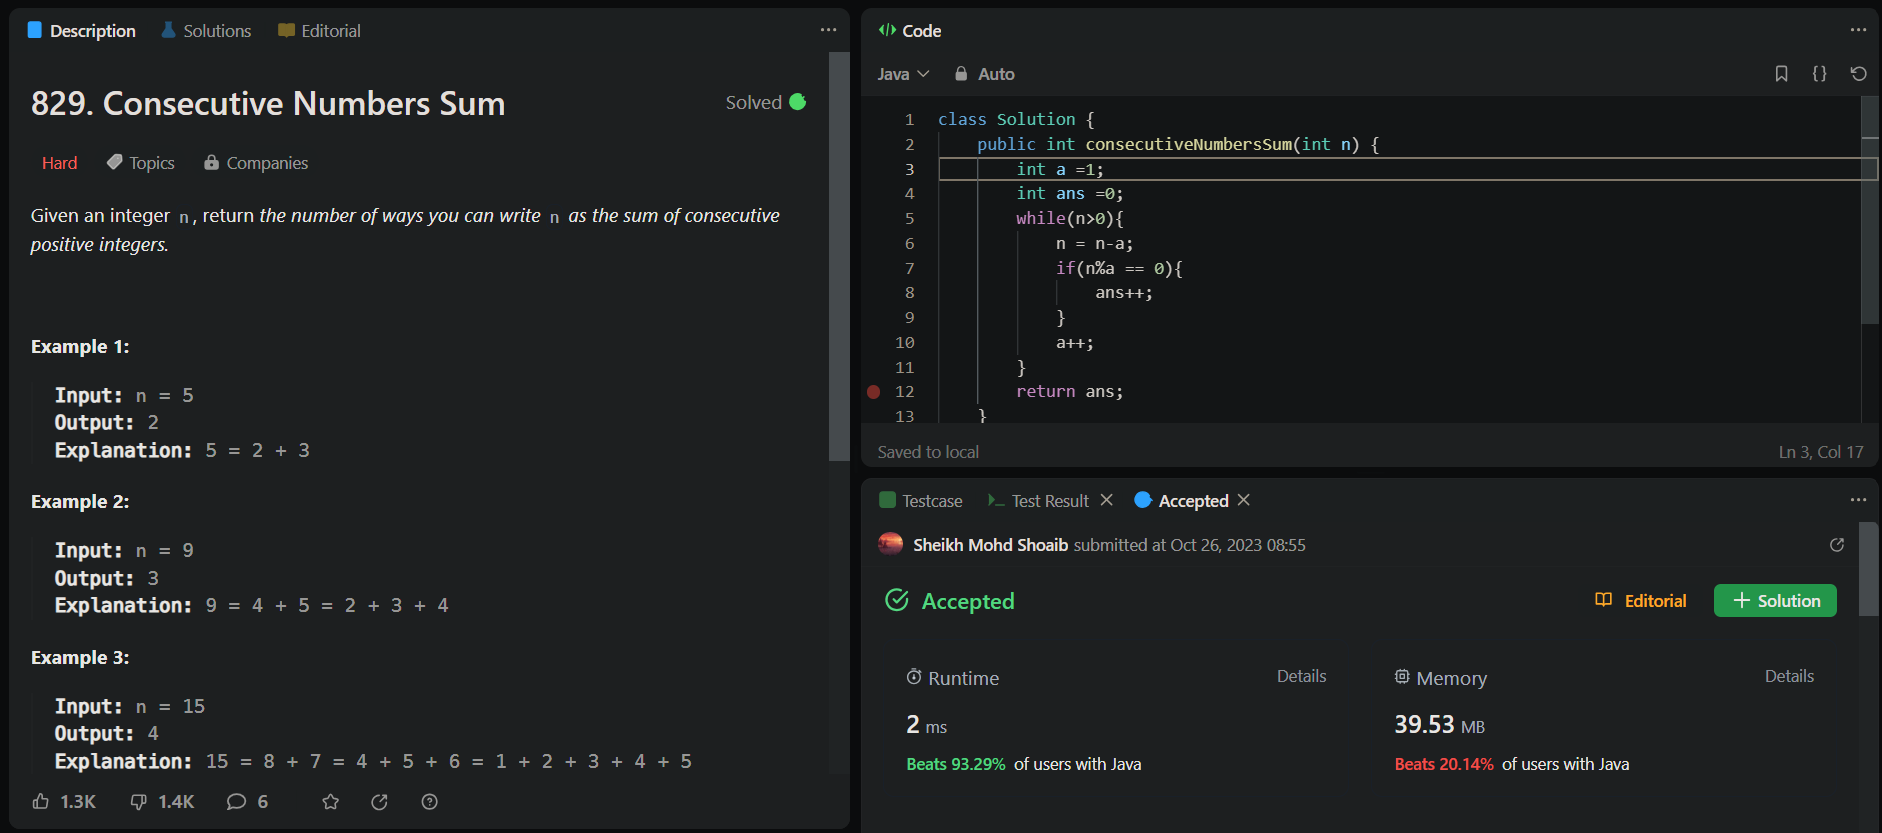 Description Solutions Editorial
829. Consecutive Numbers Sum
Solved
Hard Topics Companies
Given an integer n, return the number of ways you can write n as the sum of consecutive
positive integers.
Example 1:
Input: n = 5
Output: 2
Explanation: 5 = 2 + 3
Example 2:
Input: n = 9
Output: 3
Explanation: 9 = 4 + 5 = 2 + 3 + 4
Example 3:
Input: n = 15
Output: 4
Explanation: 15 = 8 + 7 = 4 + 5 + 6 = 1 + 2 + 3 + 4 + 5
1.3K 1.4K 6
</> Code
Java Auto {}
1 class Solution {
2 public int consecutiveNumbersSum(int n) {
3 int a =1;
4 int ans =0;
5 while(n>0){
6 n = n-a;
7 if(n%a == 0){
8 ans++;
9 }
10 a++;
11 }
12 return ans;
13 }
Saved to local
Ln 3, Col 17
Testcase >_ Test Result Accepted
Sheikh Mohd Shoaib submitted at Oct 26, 2023 08:55
Accepted
Editorial
+ Solution
Runtime Details
2 ms
Beats 93.29% of users with Java
Memory Details
39.53 MB
Beats 20.14% of users with Java